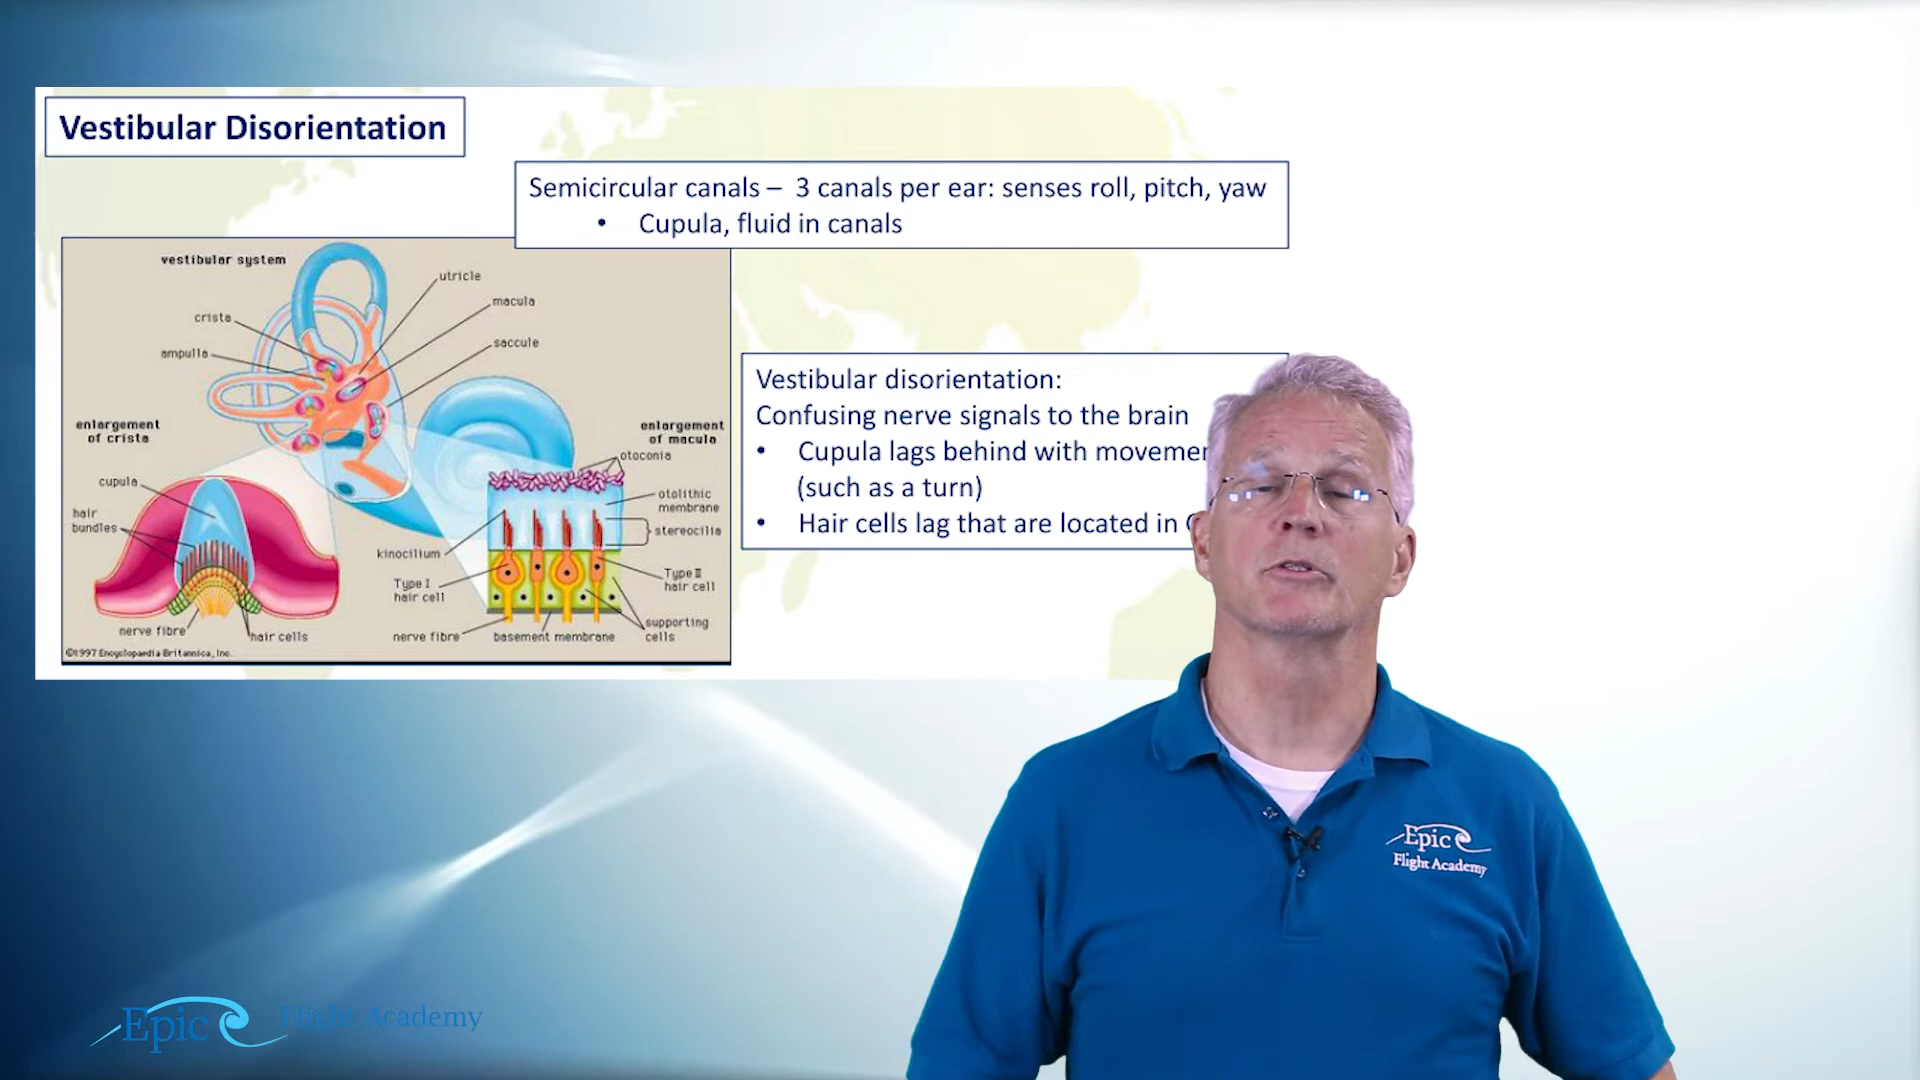 Vestibular Disorientation
Semicircular canals – 3 canals per ear: senses roll, pitch, yaw
• Cupula, fluid in canals
vestibular system
utricle
macula
crista
saccule
ampulla
enlargement
of crista
enlargement
of macula
otoconia
cupula
otolithic
membrane
hair
bundles
stereocilia
kinocilium
Type I
hair cell
Type II
hair cell
supporting
cells
nerve fibre
hair cells
nerve fibre
basement membrane
©1997 Encyclopaedia Britannica, Inc.
Vestibular disorientation:
Confusing nerve signals to the brain
• Cupula lags behind with
(such as a turn)
• Hair cells lag that are located in
Epic
Flight Academy
Epic Flight Academy